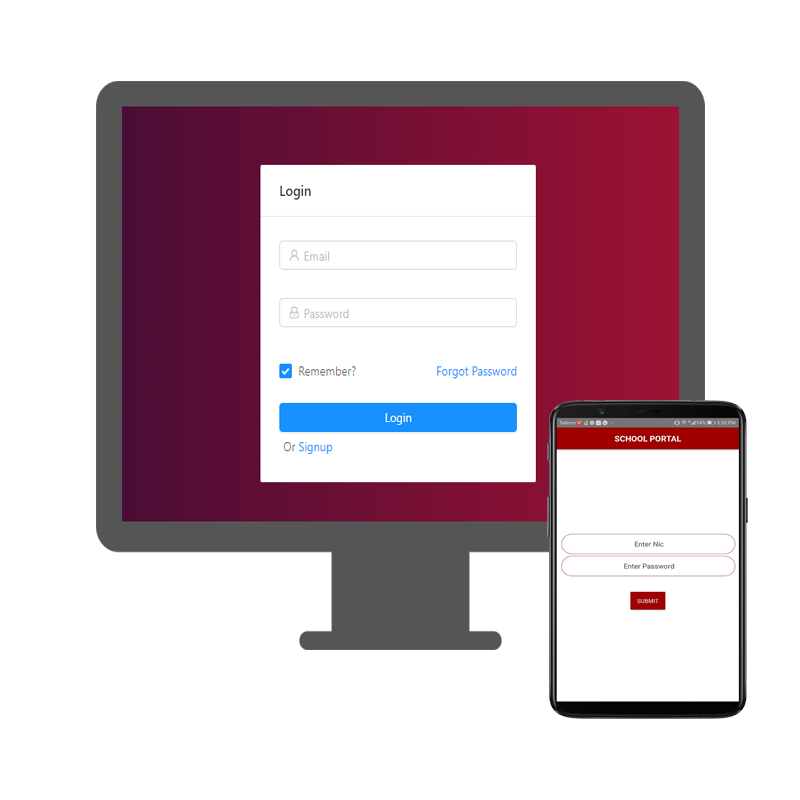 Login
Email
Password
Remember?
Forgot Password
Login
Or Signup
Telenor
54% 5:20 PM
SCHOOL PORTAL
Enter Nic
Enter Password
SUBMIT